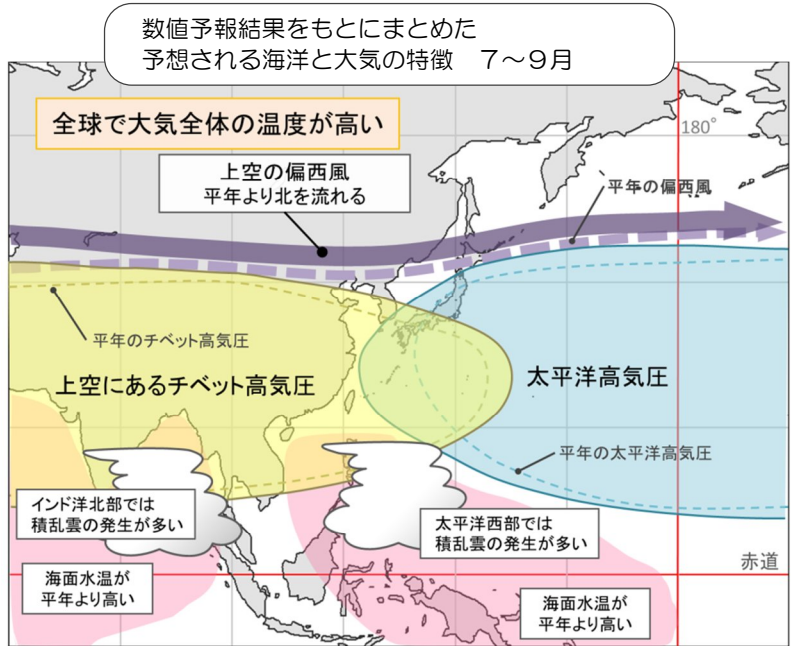 数値予報結果をもとにまとめた
予想される海洋と大気の特徴　７～９月
全球で大気全体の温度が高い
180°
上空の偏西風
平年より北を流れる
平年の偏西風
平年のチベット高気圧
上空にあるチベット高気圧
太平洋高気圧
平年の太平洋高気圧
インド洋北部では
積乱雲の発生が多い
太平洋西部では
積乱雲の発生が多い
赤道
海面水温が
平年より高い
海面水温が
平年より高い